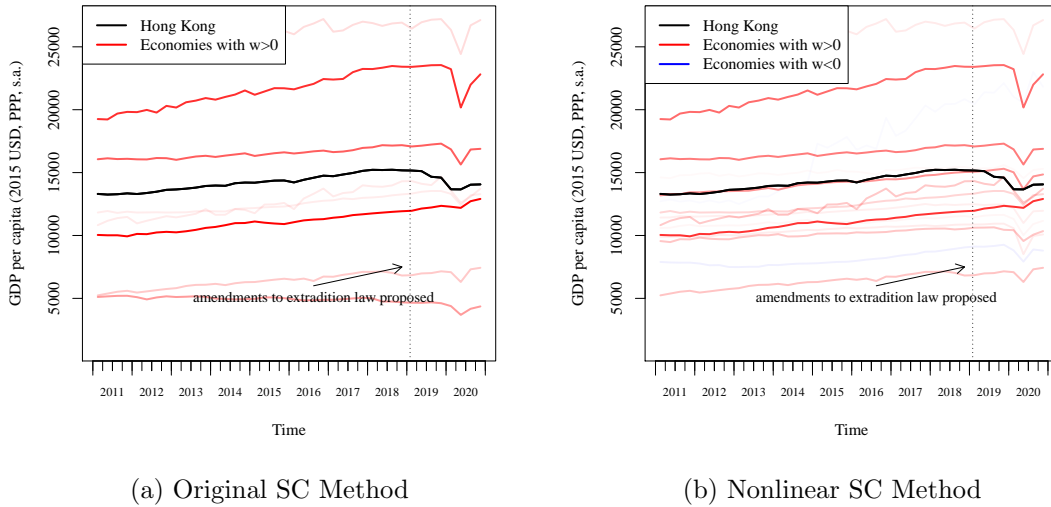 Hong Kong
Economies with w>0
GDP per capita (2015 USD, PPP, s.a.)
25000
20000
15000
10000
5000
amendments to extradition law proposed
2011 2012 2013 2014 2015 2016 2017 2018 2019 2020
Time
(a) Original SC Method
Hong Kong
Economies with w>0
Economies with w<0
GDP per capita (2015 USD, PPP, s.a.)
25000
20000
15000
10000
5000
amendments to extradition law proposed
2011 2012 2013 2014 2015 2016 2017 2018 2019 2020
Time
(b) Nonlinear SC Method